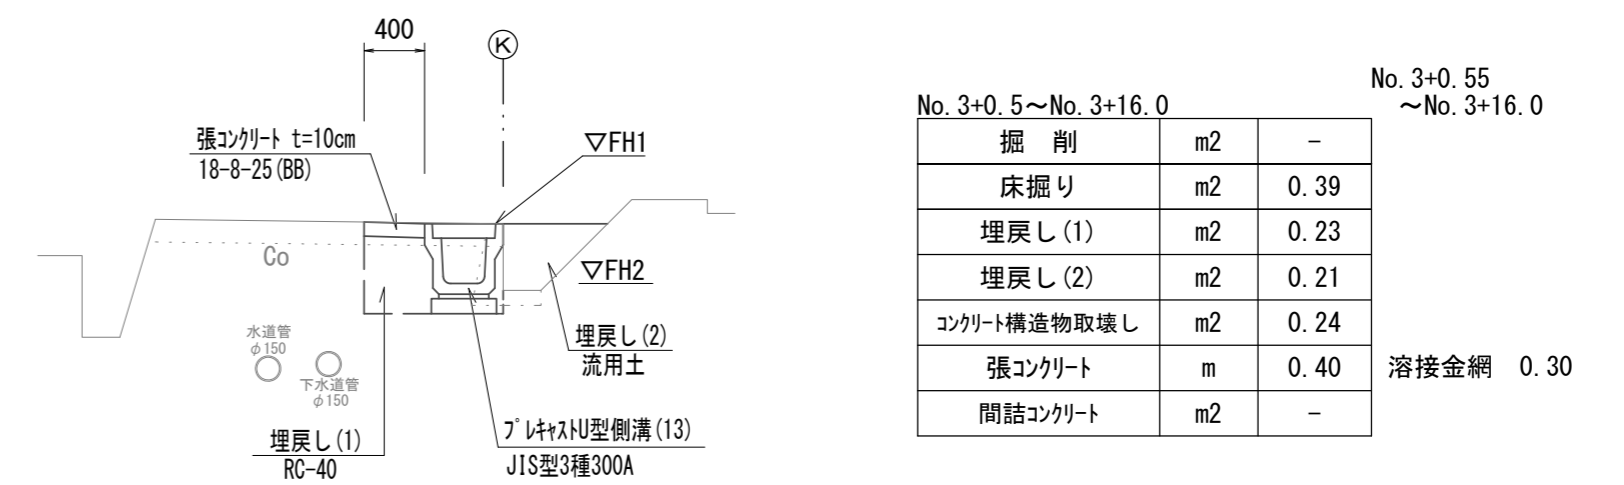 400
K
張ｺﾝｸﾘｰﾄ t=10cm
18-8-25(BB)
▽FH1
Co
▽FH2
水道管
φ150
下水道管
φ150
埋戻し(2)
流用土
埋戻し(1)
RC-40
ﾌﾟﾚｷｬｽﾄU型側溝(13)
JIS型3種300A
No.3+0.5～No.3+16.0
No.3+0.55
～No.3+16.0
掘 削 m2 −
床掘り m2 0.39
埋戻し(1) m2 0.23
埋戻し(2) m2 0.21
ｺﾝｸﾘｰﾄ構造物取壊し m2 0.24
張ｺﾝｸﾘｰﾄ m 0.40 溶接金網 0.30
間詰ｺﾝｸﾘｰﾄ m2 −